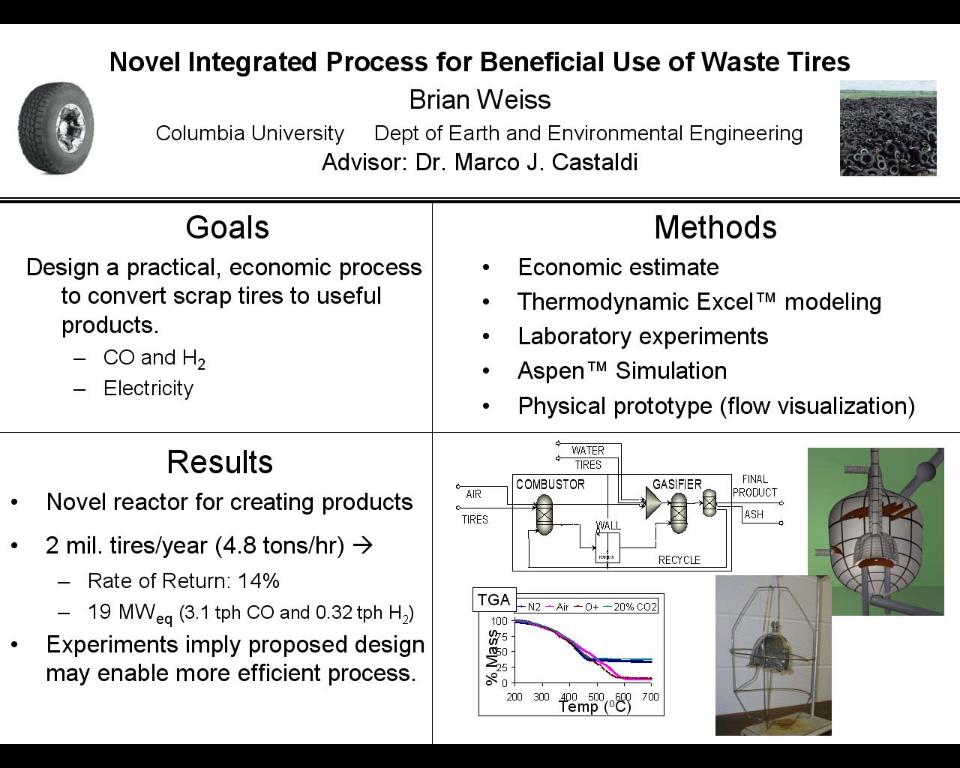 Novel Integrated Process for Beneficial Use of Waste Tires
Brian Weiss
Columbia University Dept of Earth and Environmental Engineering
Advisor: Dr. Marco J. Castaldi
Goals
Design a practical, economic process
to convert scrap tires to useful
products.
– CO and H2
– Electricity
Methods
• Economic estimate
• Thermodynamic Excel™ modeling
• Laboratory experiments
• Aspen™ Simulation
• Physical prototype (flow visualization)
Results
• Novel reactor for creating products
• 2 mil. tires/year (4.8 tons/hr) →
– Rate of Return: 14%
– 19 MWeq (3.1 tph CO and 0.32 tph H2)
• Experiments imply proposed design
may enable more efficient process.
WATER
TIRES
COMBUSTOR
GASIFIER
FINAL
PRODUCT
AIR
ASH
TIRES
WALL
RECYCLE
TGA
N2 Air O+ 20% CO2
% Mass
100
75
50
25
0
200 300 400 500 600 700
Temp (⁰C)